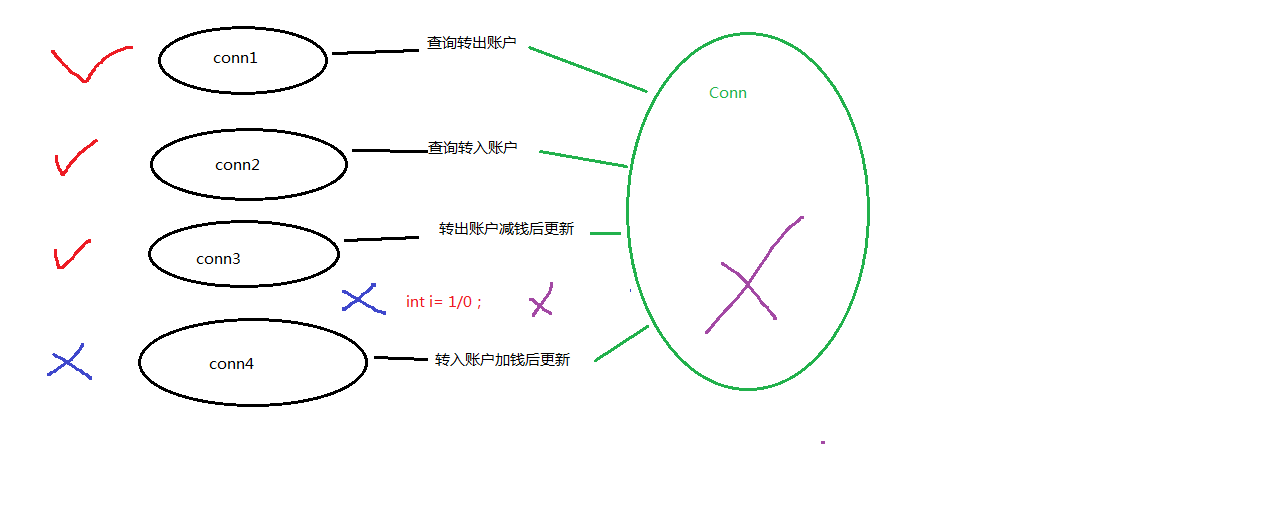 conn1
查询转出账户
Conn
conn2
查询转入账户
conn3
转出账户减钱后更新
int i= 1/0 ;
conn4
转入账户加钱后更新